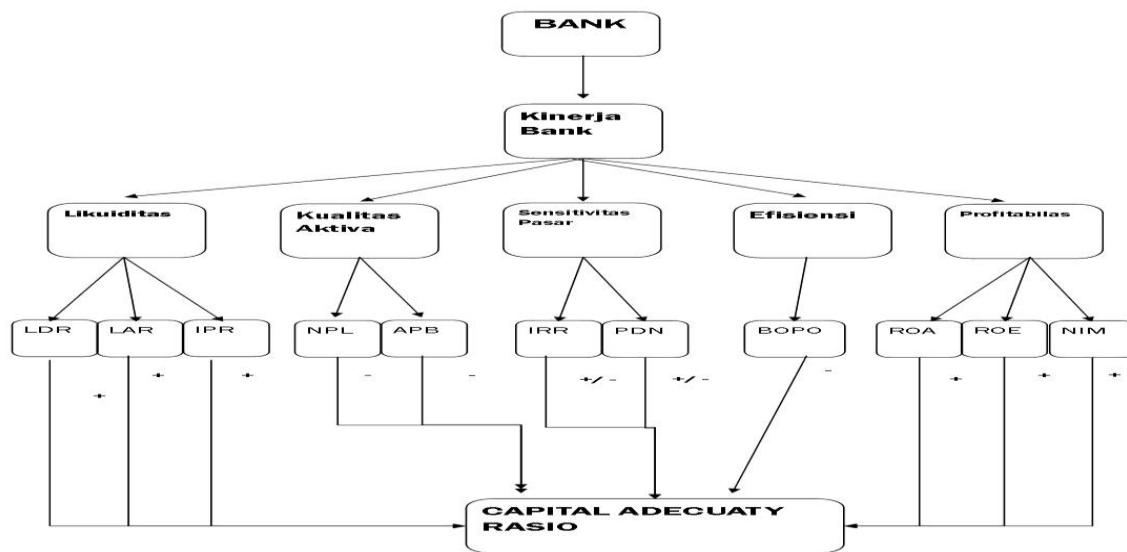 BANK
Kinerja
Bank
Likuiditas
Kualitas
Aktiva
Sensitivitas
Pasar
Efisiensi
Profitabilas
LDR
LAR
IPR
NPL
APB
IRR
PDN
BOPO
ROA
ROE
NIM
+
+
+
-
-
+/ -
+/ -
-
+
+
+
CAPITAL ADECUATY
RASIO